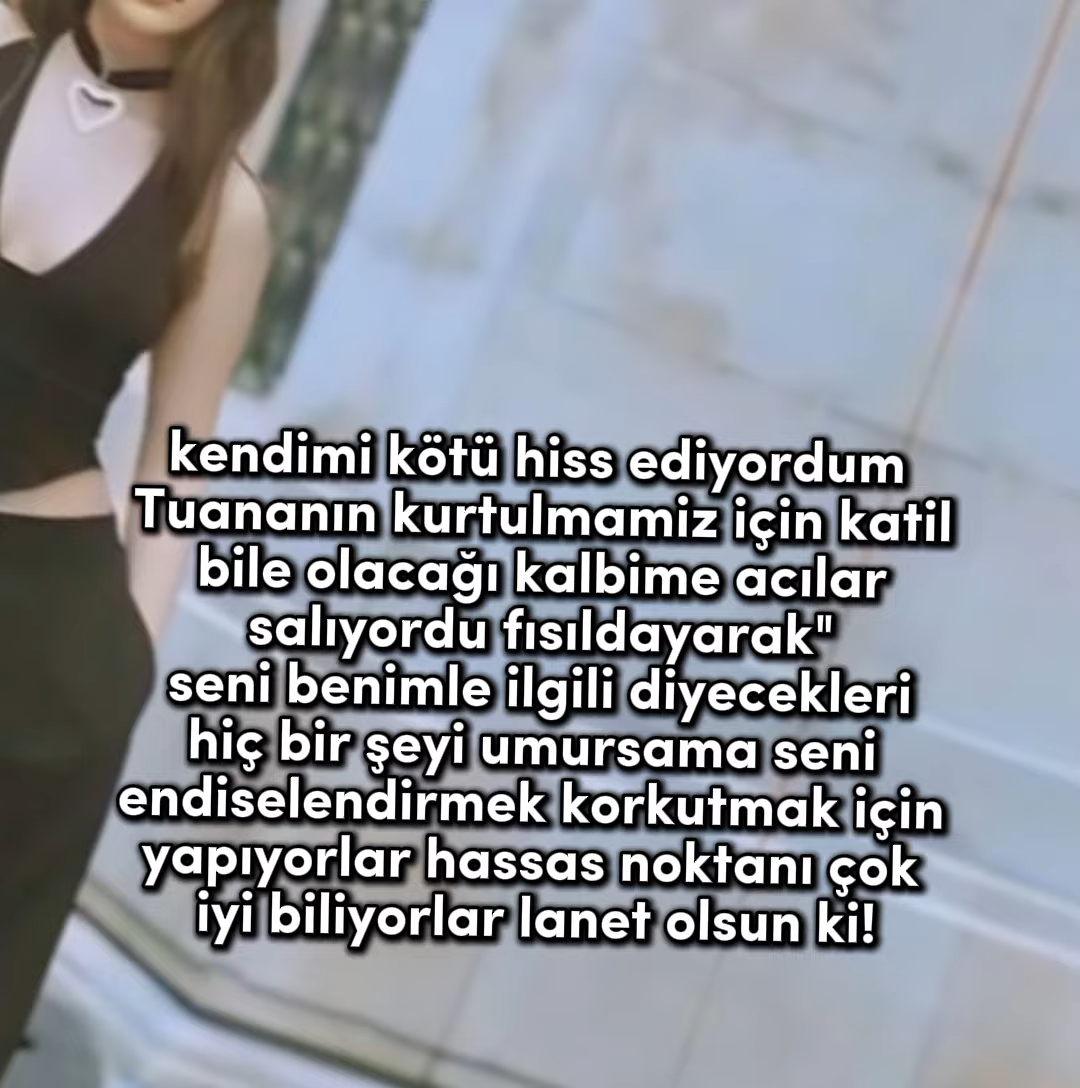 kendimi kötü hiss ediyordum
Tuananın kurtulmamiz için katil
bile olacağı kalbime acılar
salıyordu fısıldayarak"
seni benimle ilgili diyecekleri
hiç bir şeyi umursama seni
endiselendirmek korkutmak için
yapıyorlar hassas noktanı çok
iyi biliyorlar lanet olsun ki!